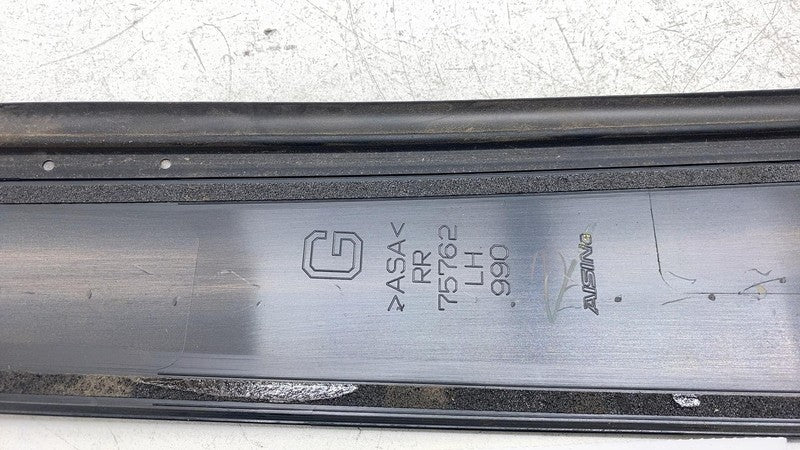 G
>ASA<
RR
75762
LH
990
AISIN